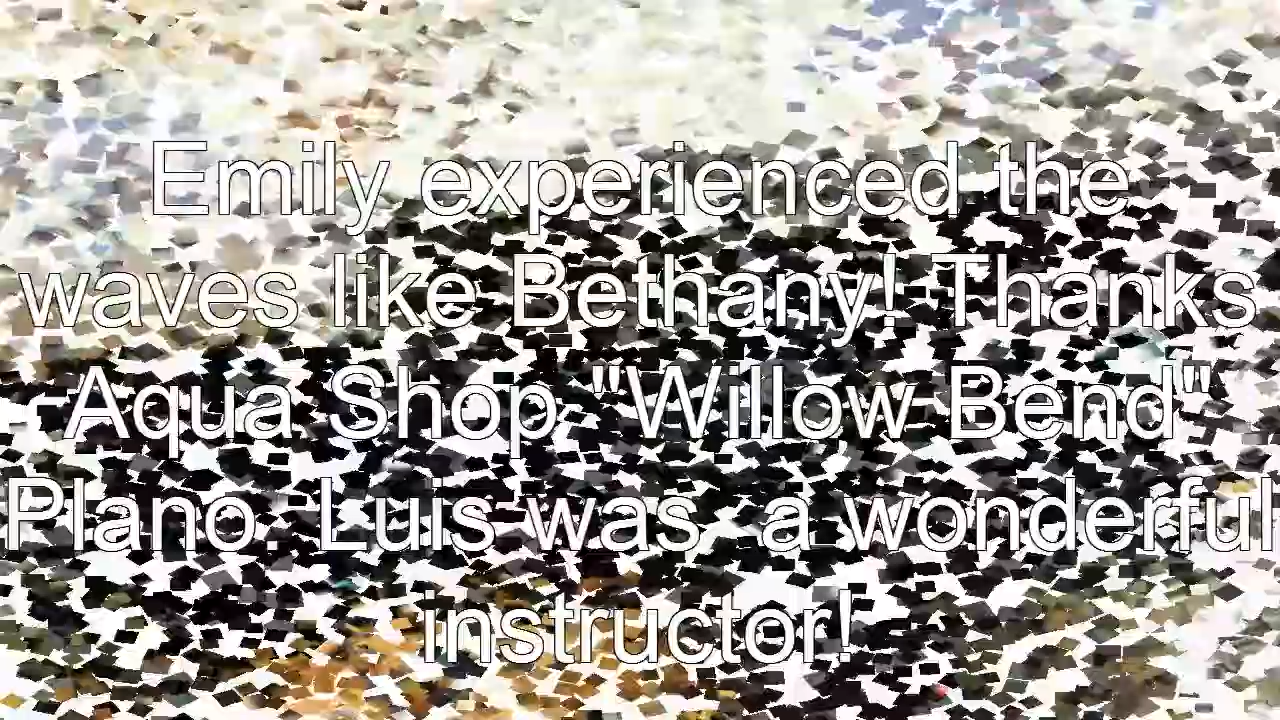 Emily experienced the
waves like Bethany! Thanks
Aqua Shop "Willow Bend"
Plano. Luis was  a wonderful
instructor!